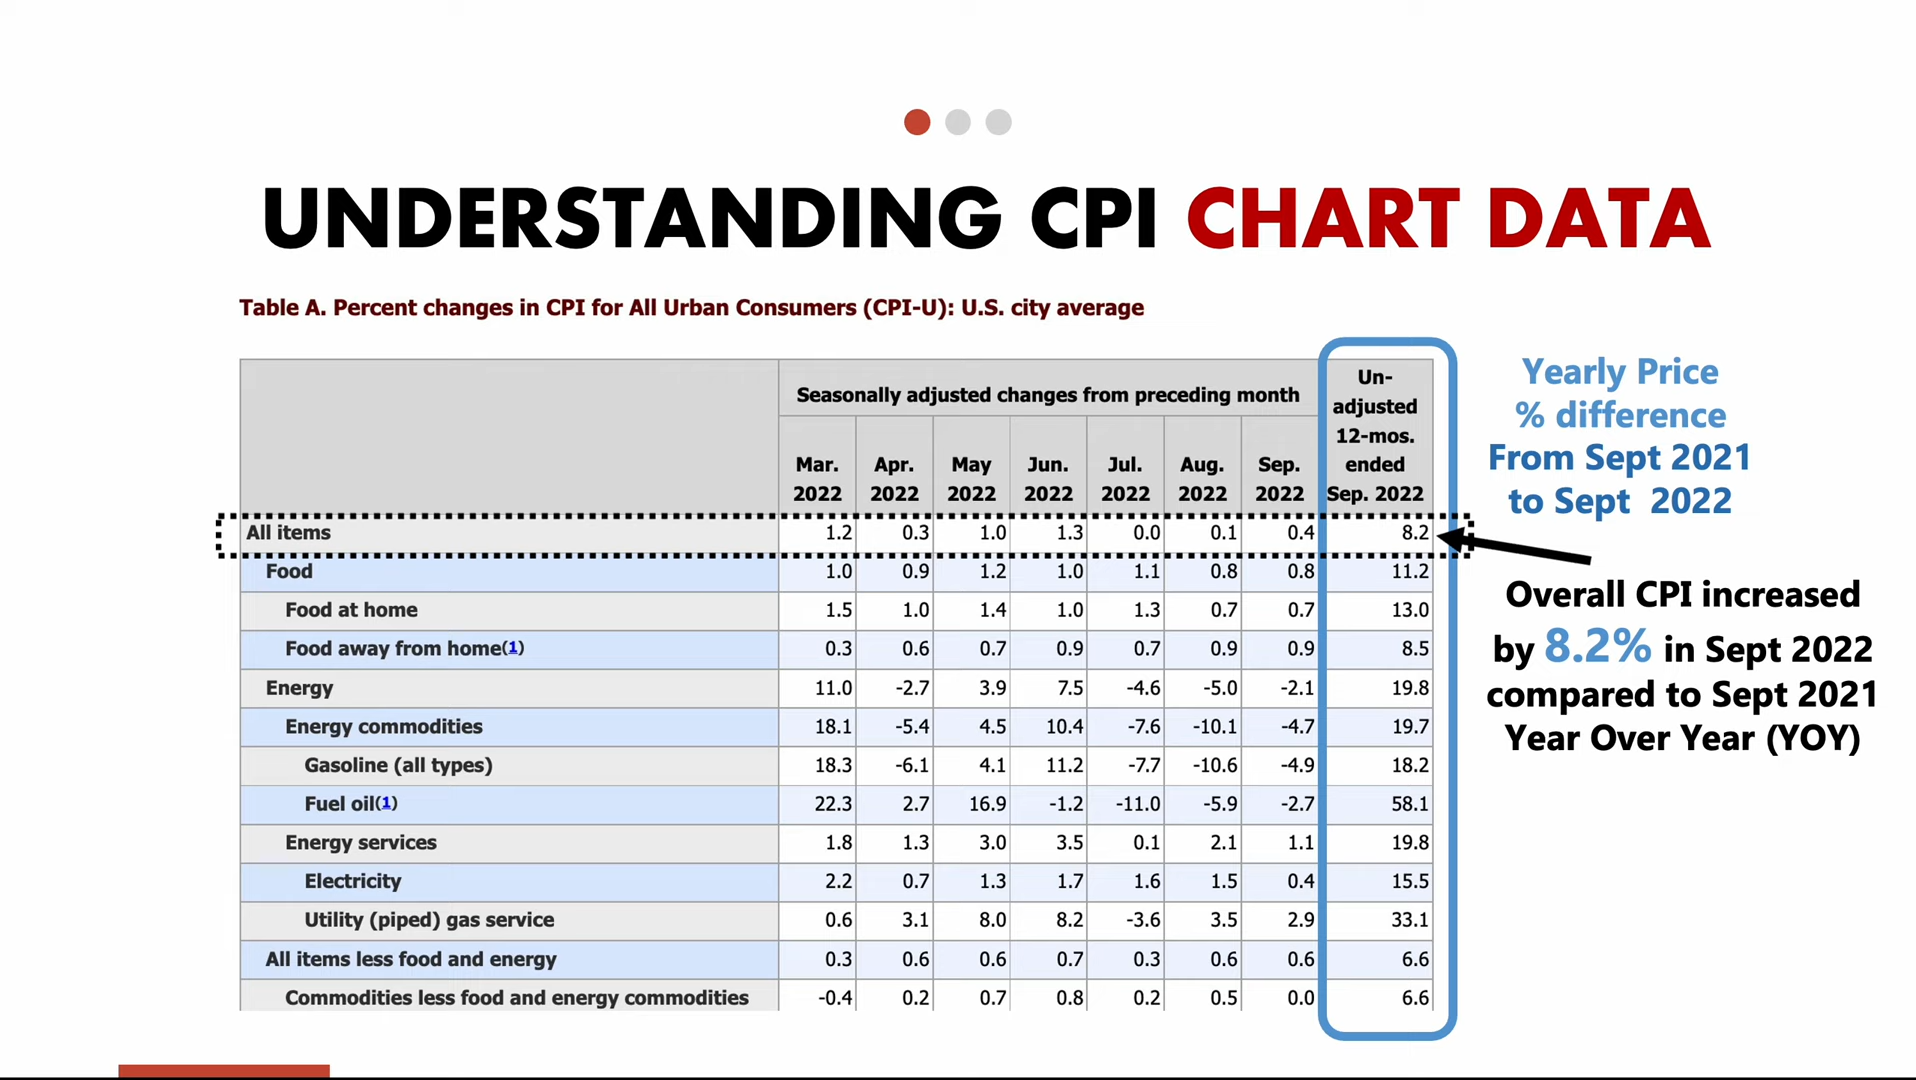 UNDERSTANDING CPI CHART DATA
Table A. Percent changes in CPI for All Urban Consumers (CPI-U): U.S. city average
Seasonally adjusted changes from preceding month
Un-
adjusted
12-mos.
ended
Sep. 2022
Mar. 2022
Apr. 2022
May 2022
Jun. 2022
Jul. 2022
Aug. 2022
Sep. 2022
All items 1.2 0.3 1.0 1.3 0.0 0.1 0.4 8.2
Food 1.0 0.9 1.2 1.0 1.1 0.8 0.8 11.2
Food at home 1.5 1.0 1.4 1.0 1.3 0.7 0.7 13.0
Food away from home(1) 0.3 0.6 0.7 0.9 0.7 0.9 0.9 8.5
Energy 11.0 -2.7 3.9 7.5 -4.6 -5.0 -2.1 19.8
Energy commodities 18.1 -5.4 4.5 10.4 -7.6 -10.1 -4.7 19.7
Gasoline (all types) 18.3 -6.1 4.1 11.2 -7.7 -10.6 -4.9 18.2
Fuel oil(1) 22.3 2.7 16.9 -1.2 -11.0 -5.9 -2.7 58.1
Energy services 1.8 1.3 3.0 3.5 0.1 2.1 1.1 19.8
Electricity 2.2 0.7 1.3 1.7 1.6 1.5 0.4 15.5
Utility (piped) gas service 0.6 3.1 8.0 8.2 -3.6 3.5 2.9 33.1
All items less food and energy 0.3 0.6 0.6 0.7 0.3 0.6 0.6 6.6
Commodities less food and energy commodities -0.4 0.2 0.7 0.8 0.2 0.5 0.0 6.6
Yearly Price
% difference
From Sept 2021
to Sept 2022
Overall CPI increased
by 8.2% in Sept 2022
compared to Sept 2021
Year Over Year (YOY)